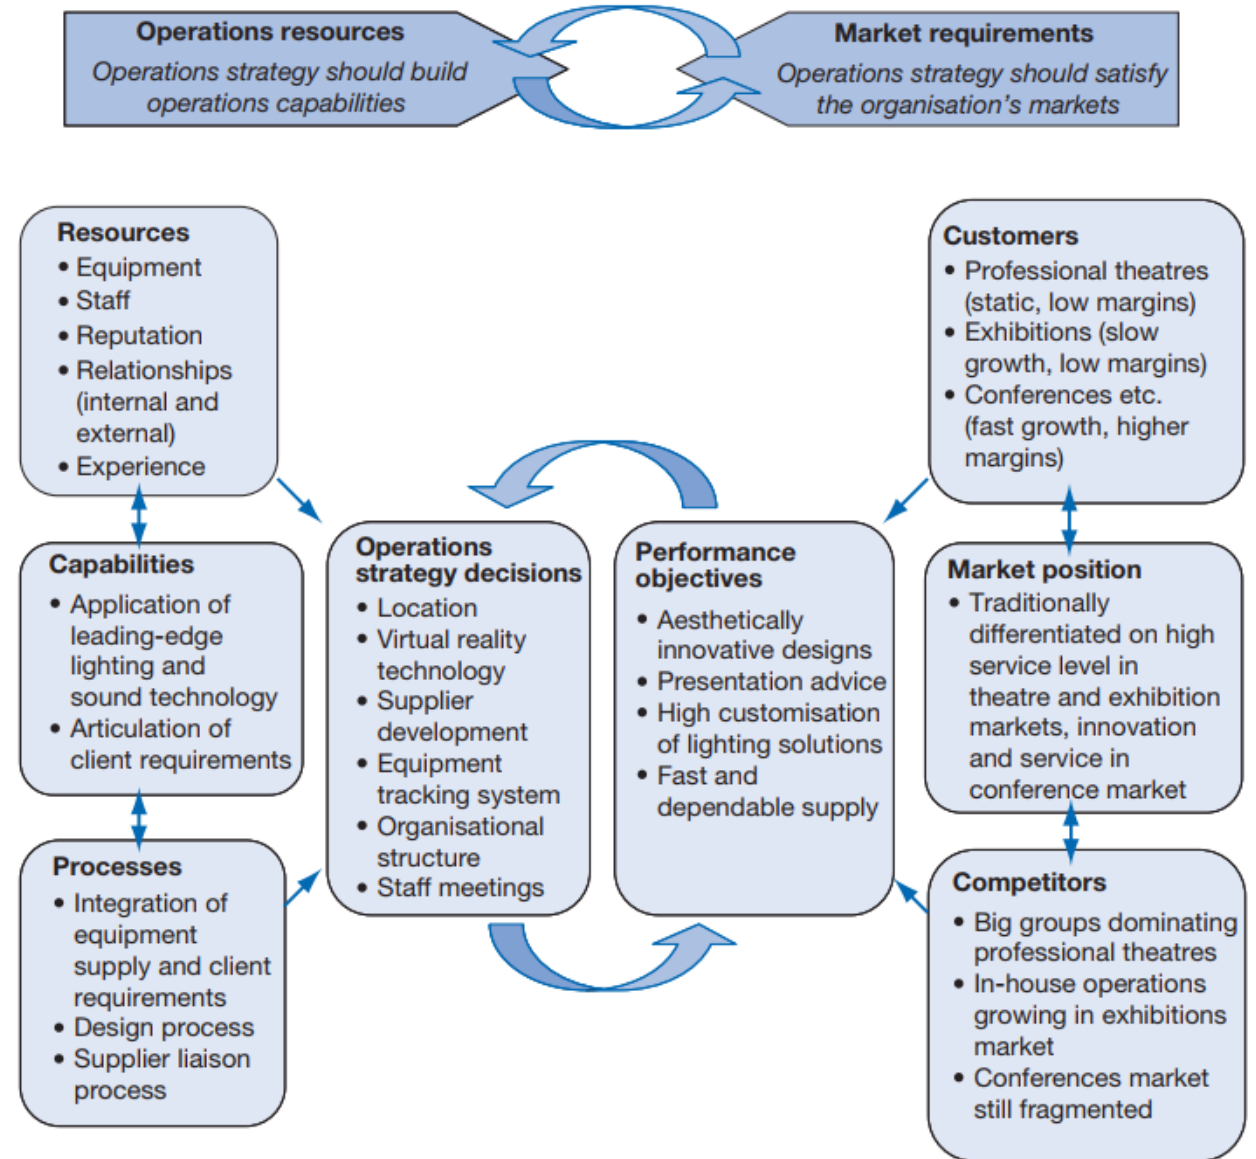 Operations resources
Operations strategy should build
operations capabilities
Market requirements
Operations strategy should satisfy
the organisation's markets
Resources
• Equipment
• Staff
• Reputation
• Relationships
(internal and
external)
• Experience
Capabilities
• Application of
leading-edge
lighting and
sound technology
• Articulation of
client requirements
Processes
• Integration of
equipment
supply and client
requirements
• Design process
• Supplier liaison
process
Operations
strategy decisions
• Location
• Virtual reality
technology
• Supplier
development
• Equipment
tracking system
• Organisational
structure
• Staff meetings
Performance
objectives
• Aesthetically
innovative designs
• Presentation advice
• High customisation
of lighting solutions
• Fast and
dependable supply
Customers
• Professional theatres
(static, low margins)
• Exhibitions (slow
growth, low margins)
• Conferences etc.
(fast growth, higher
margins)
Market position
• Traditionally
differentiated on high
service level in
theatre and exhibition
markets, innovation
and service in
conference market
Competitors
• Big groups dominating
professional theatres
• In-house operations
growing in exhibitions
market
• Conferences market
still fragmented